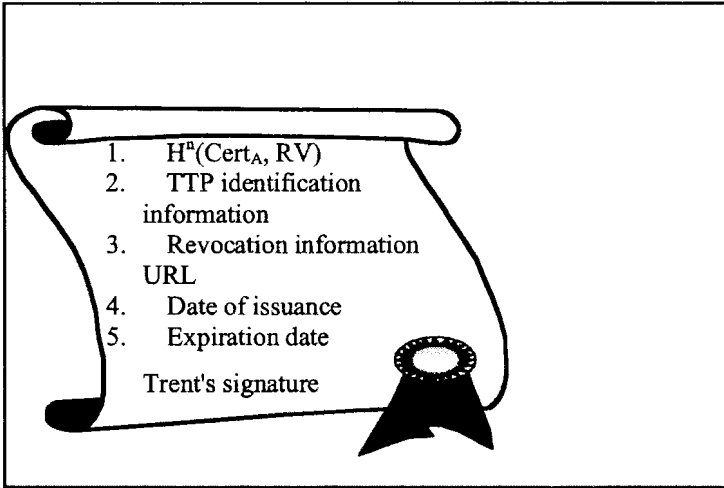 1. Hⁿ(Cert_A, RV)
2. TTP identification
information
3. Revocation information
URL
4. Date of issuance
5. Expiration date
Trent's signature